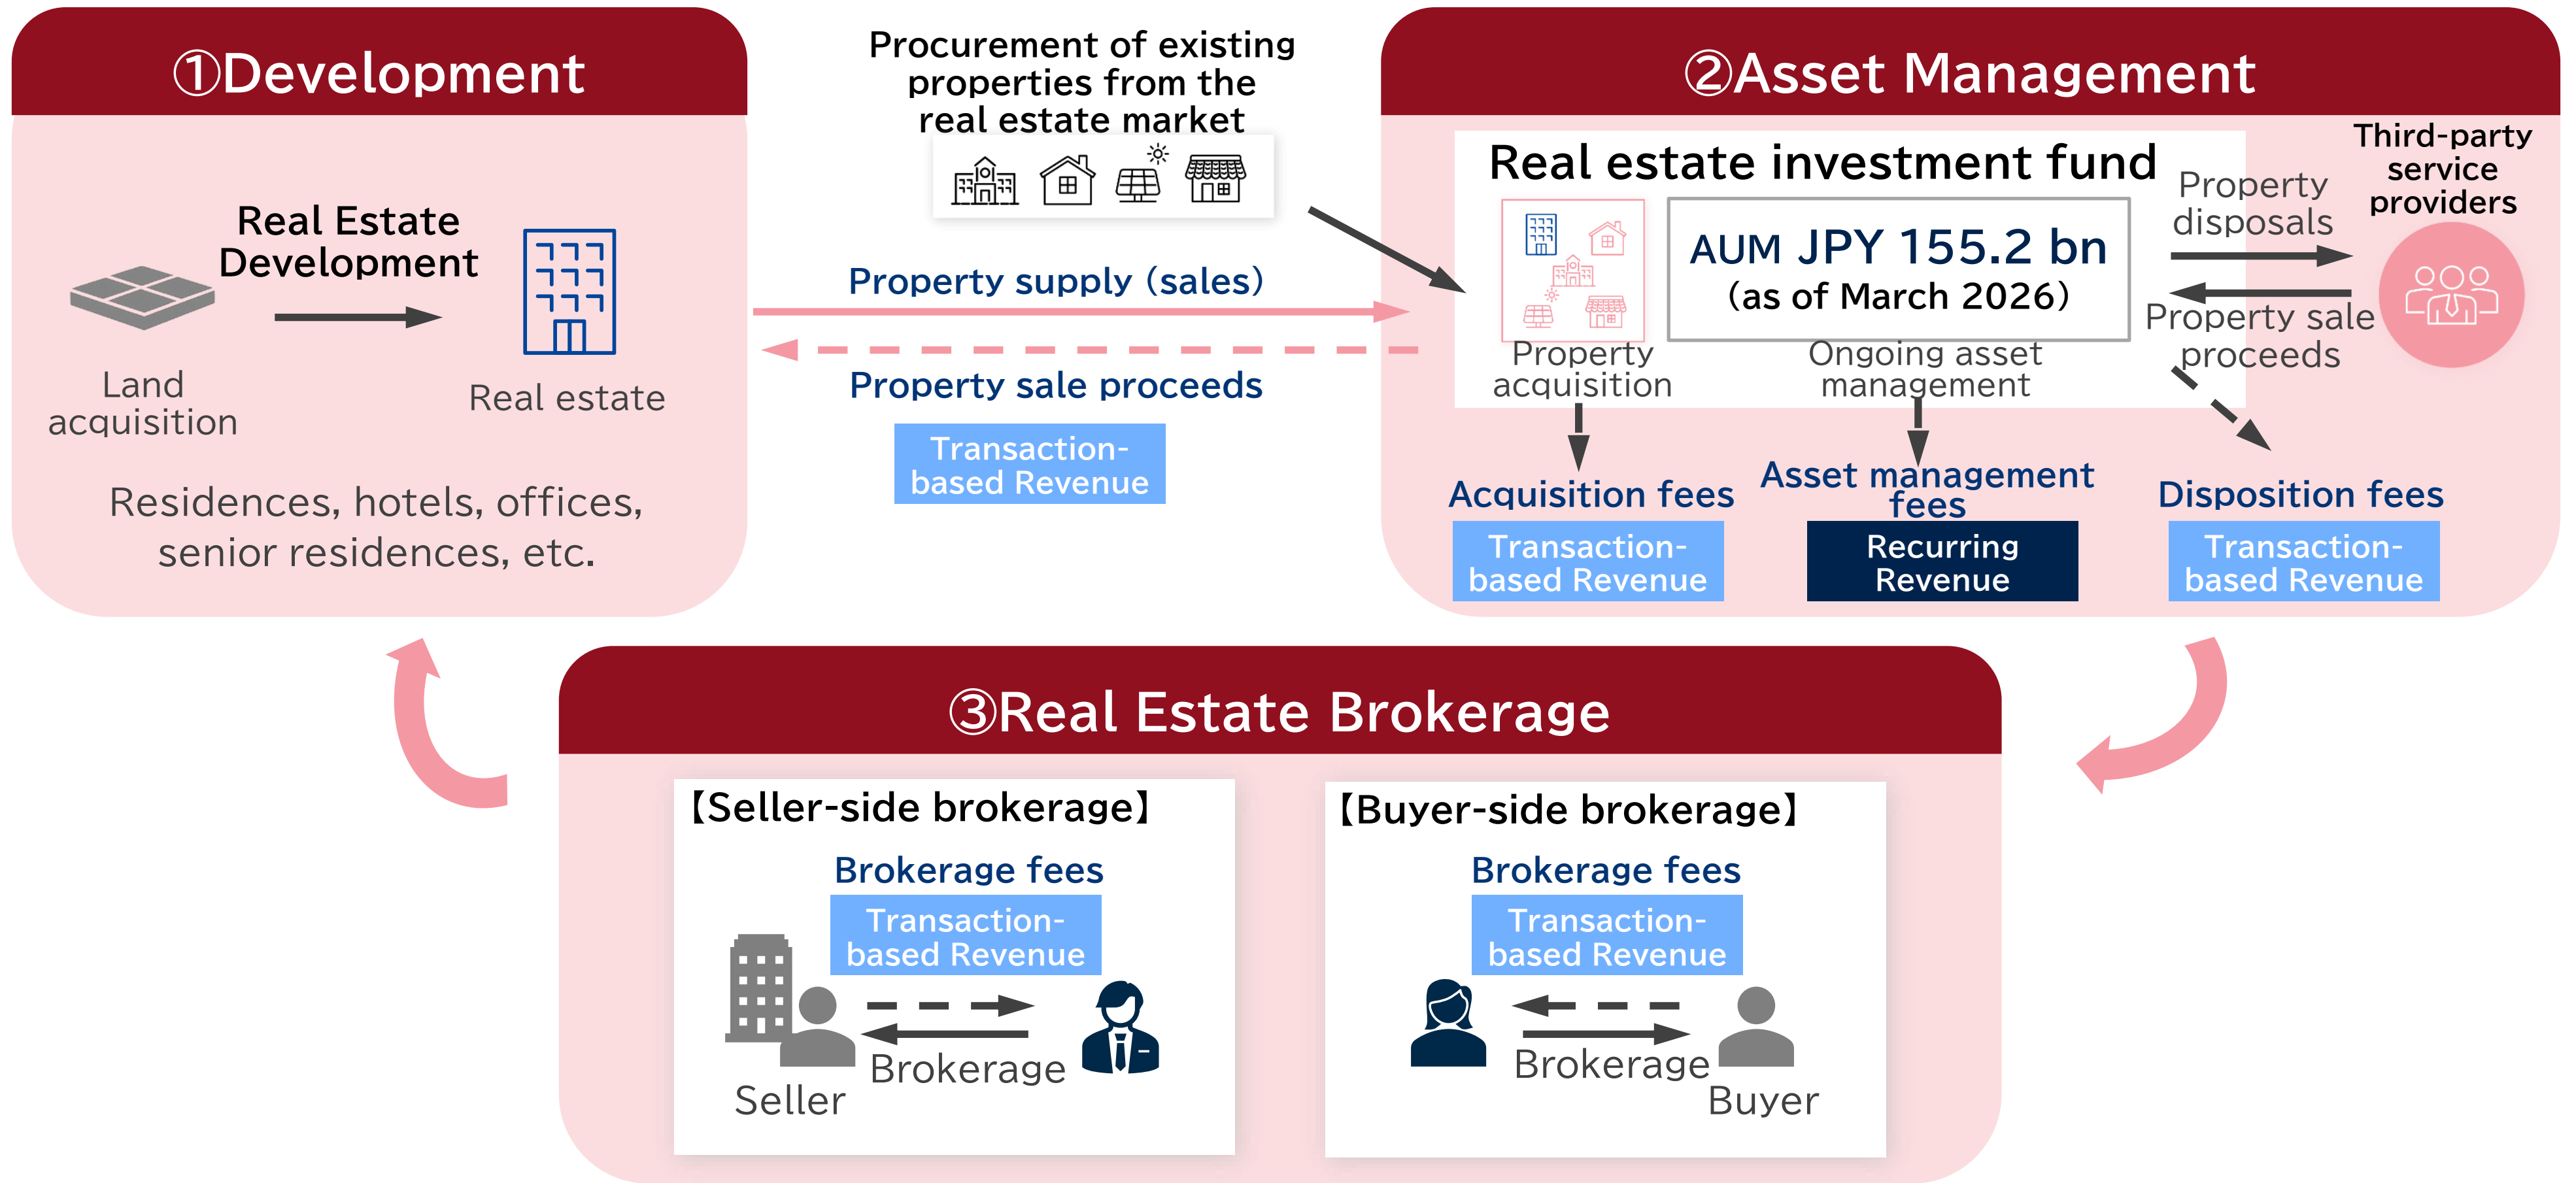 ①Development
Real Estate
Development
Land
acquisition
Real estate
Residences, hotels, offices,
senior residences, etc.
Procurement of existing
properties from the
real estate market
Property supply (sales)
Property sale proceeds
Transaction-
based Revenue
②Asset Management
Real estate investment fund
AUM JPY 155.2 bn
(as of March 2026)
Property
acquisition
Ongoing asset
management
Property
disposals
Third-party
service
providers
Property sale
proceeds
Acquisition fees
Transaction-
based Revenue
Asset management
fees
Recurring
Revenue
Disposition fees
Transaction-
based Revenue
③Real Estate Brokerage
【Seller-side brokerage】
Brokerage fees
Transaction-
based Revenue
Brokerage
Seller
【Buyer-side brokerage】
Brokerage fees
Transaction-
based Revenue
Brokerage
Buyer